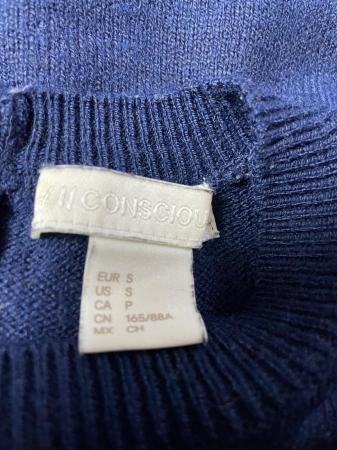 CONSCIOU
EUR S
US S
CA P
CN 165/88A
MX CH